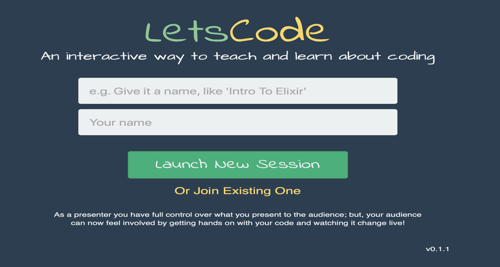 LetsCode
An interactive way to teach and learn about coding
e.g. Give it a name, like 'Intro To Elixir'
Your name
Launch New Session
Or Join Existing One
As a presenter you have full control over what you present to the audience; but, your audience
can now feel involved by getting hands on with your code and watching it change live!
v0.1.1